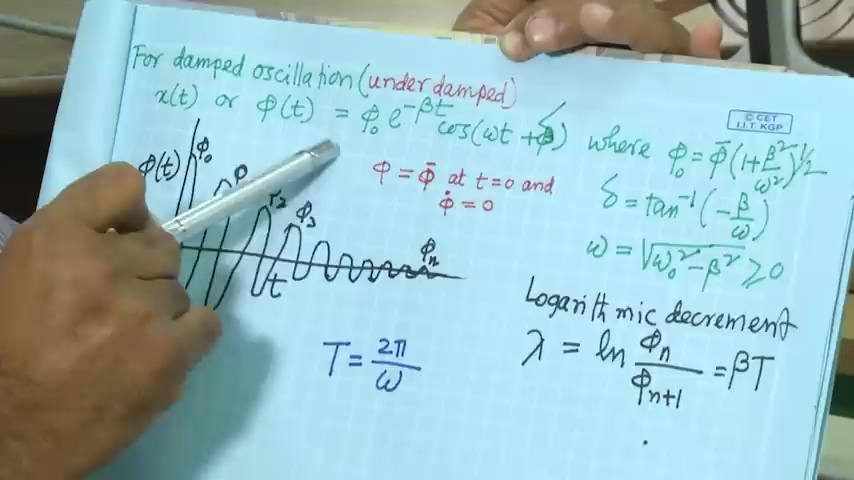 For damped oscillation (under damped)
x(t) or Φ(t) = Φ₀ e^{-βt} cos(ωt + δ) where Φ₀ = Φ̄(1+β²/ω²)^{1/2}
© CET
I.I.T. KGP
Φ = Φ̄ at t=0 and
Φ̇ = 0
δ = tan⁻¹(-β/ω)
ω = √(ω₀² - β²) ≥ 0
Φ(t)
Φ₀
Φ₃
Φₙ
t
Logarithmic decrement
λ = ln Φₙ/Φₙ₊₁ = βT
T = 2π/ω